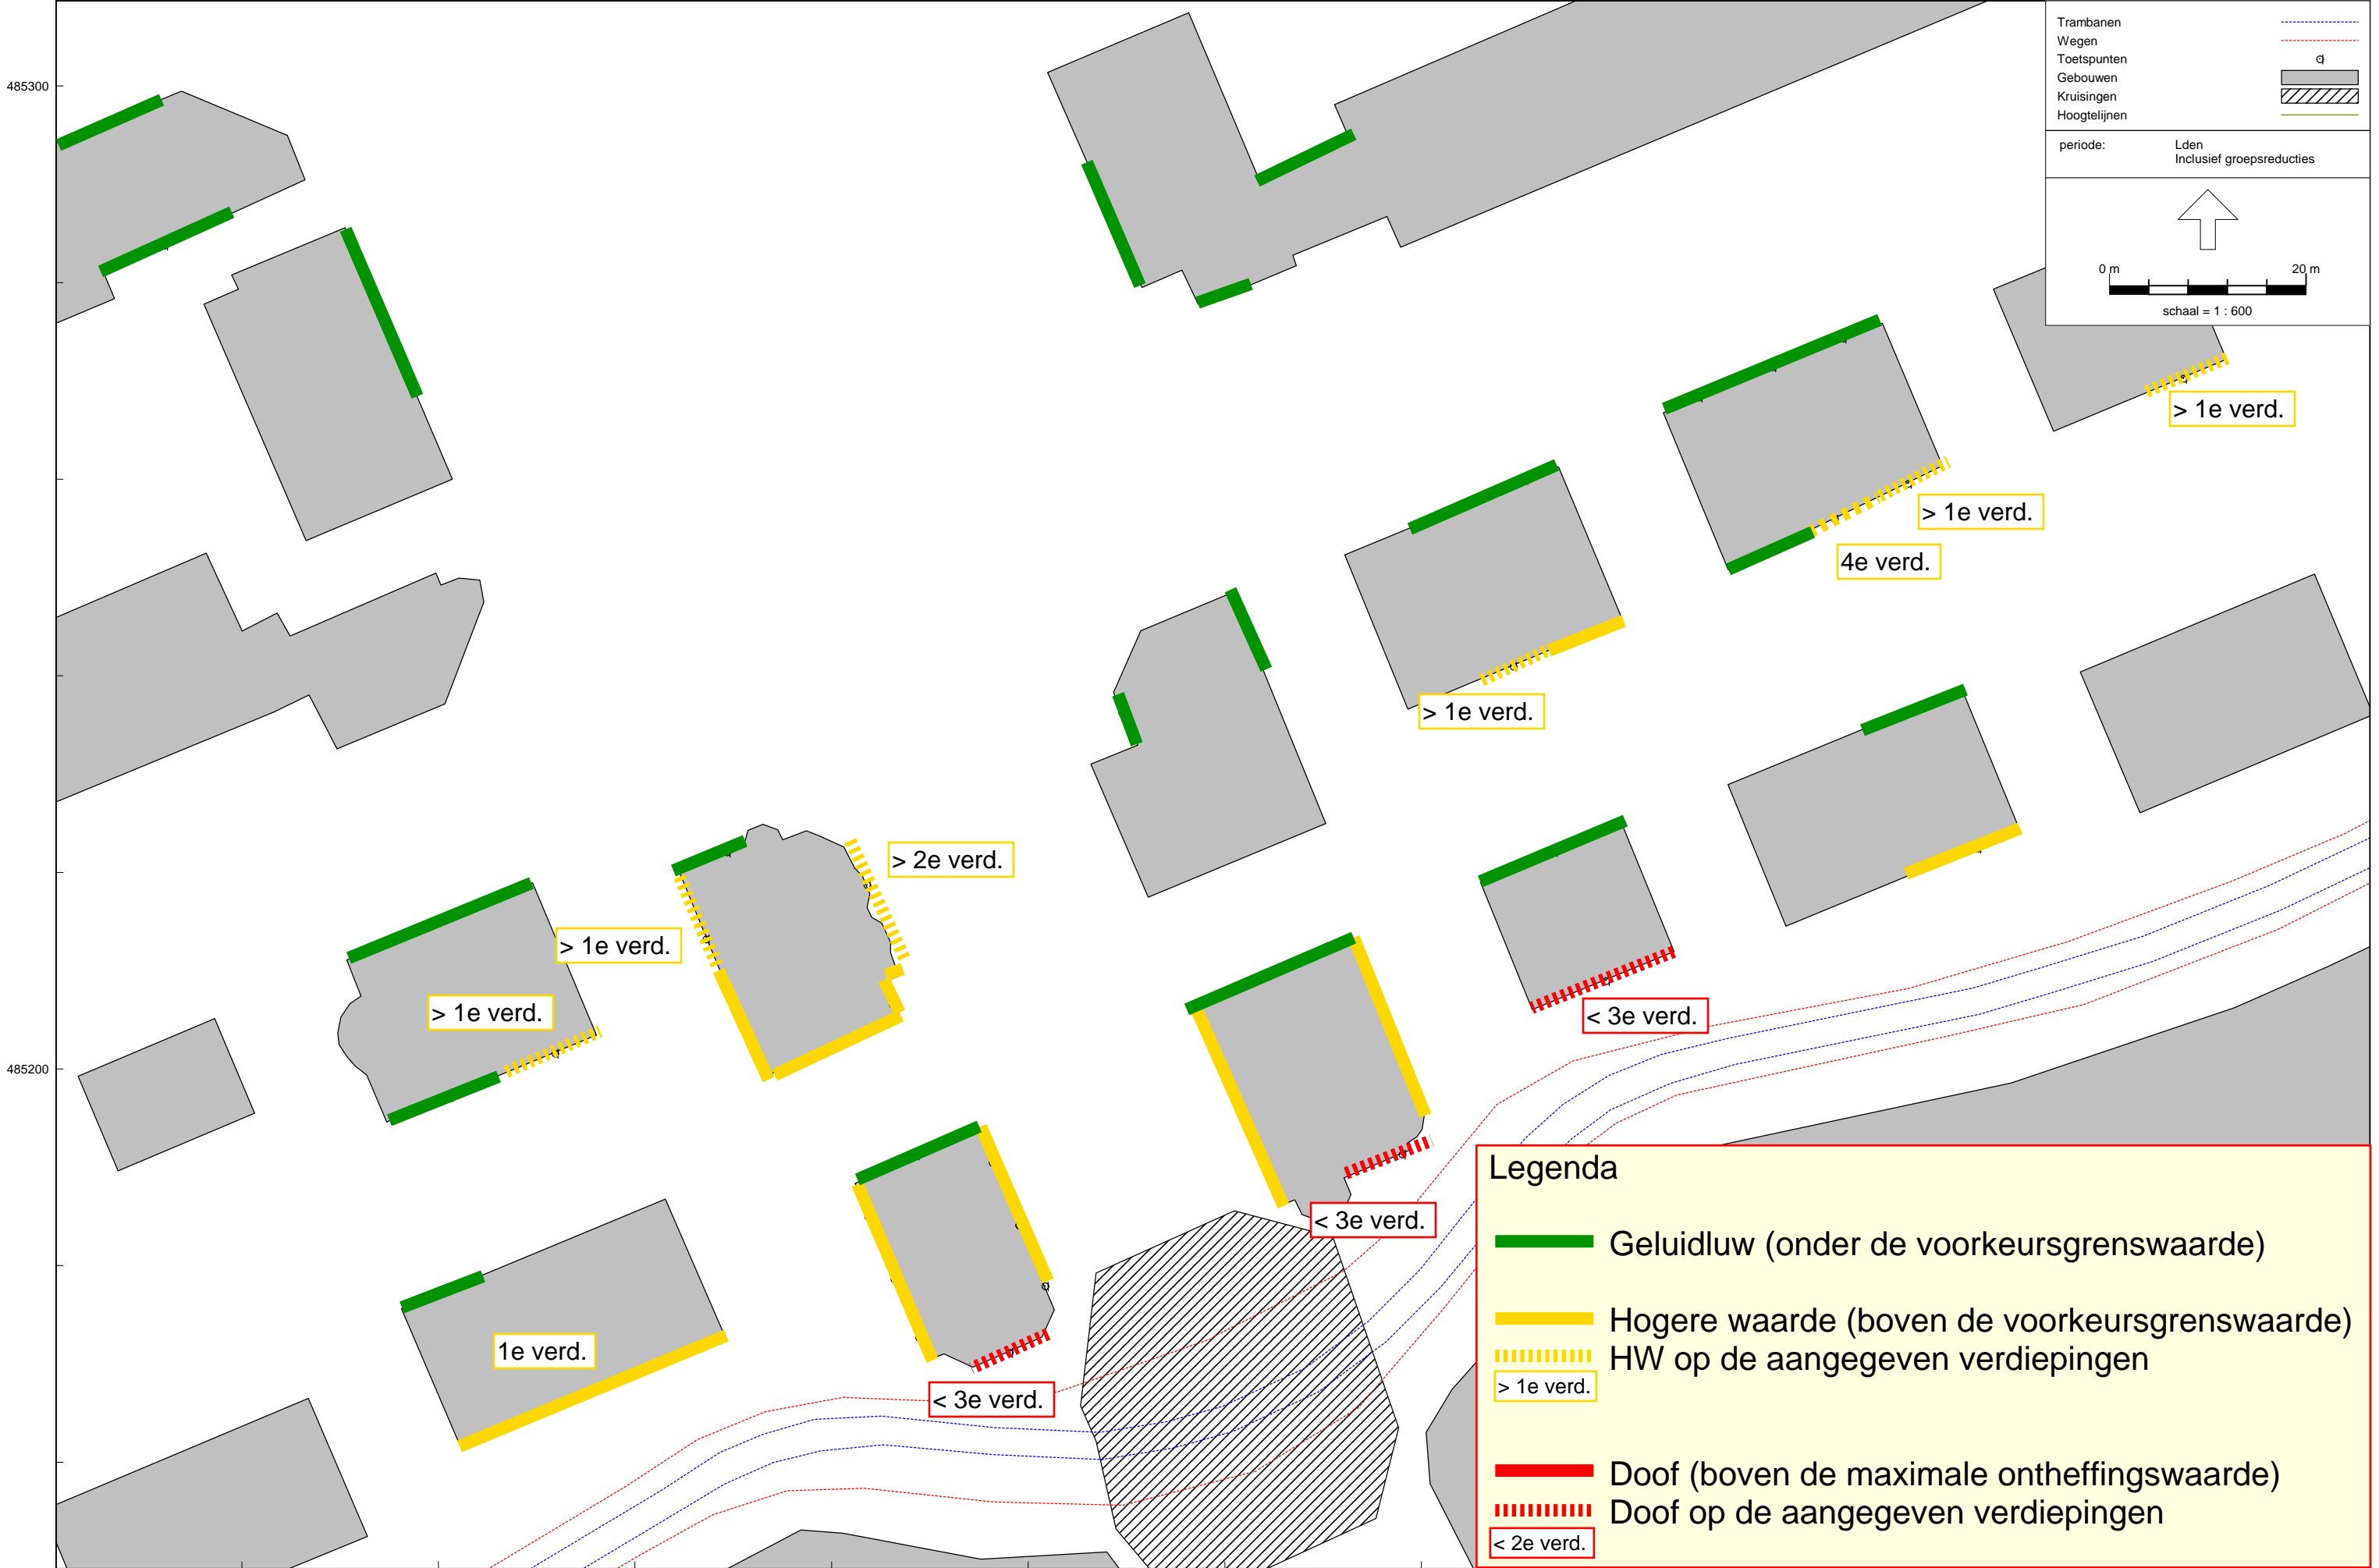 Trambanen
Wegen
Toetspunten
Gebouwen
Kruisingen
Hoogtelijnen
periode: Lden
Inclusief groepsreducties
0 m 20 m
schaal = 1 : 600
485300
> 1e verd.
> 1e verd.
4e verd.
> 1e verd.
> 2e verd.
> 1e verd.
> 1e verd.
< 3e verd.
485200
< 3e verd.
1e verd.
< 3e verd.
Legenda
Geluidluw (onder de voorkeursgrenswaarde)
Hogere waarde (boven de voorkeursgrenswaarde)
HW op de aangegeven verdiepingen
> 1e verd.
Doof (boven de maximale ontheffingswaarde)
Doof op de aangegeven verdiepingen
< 2e verd.